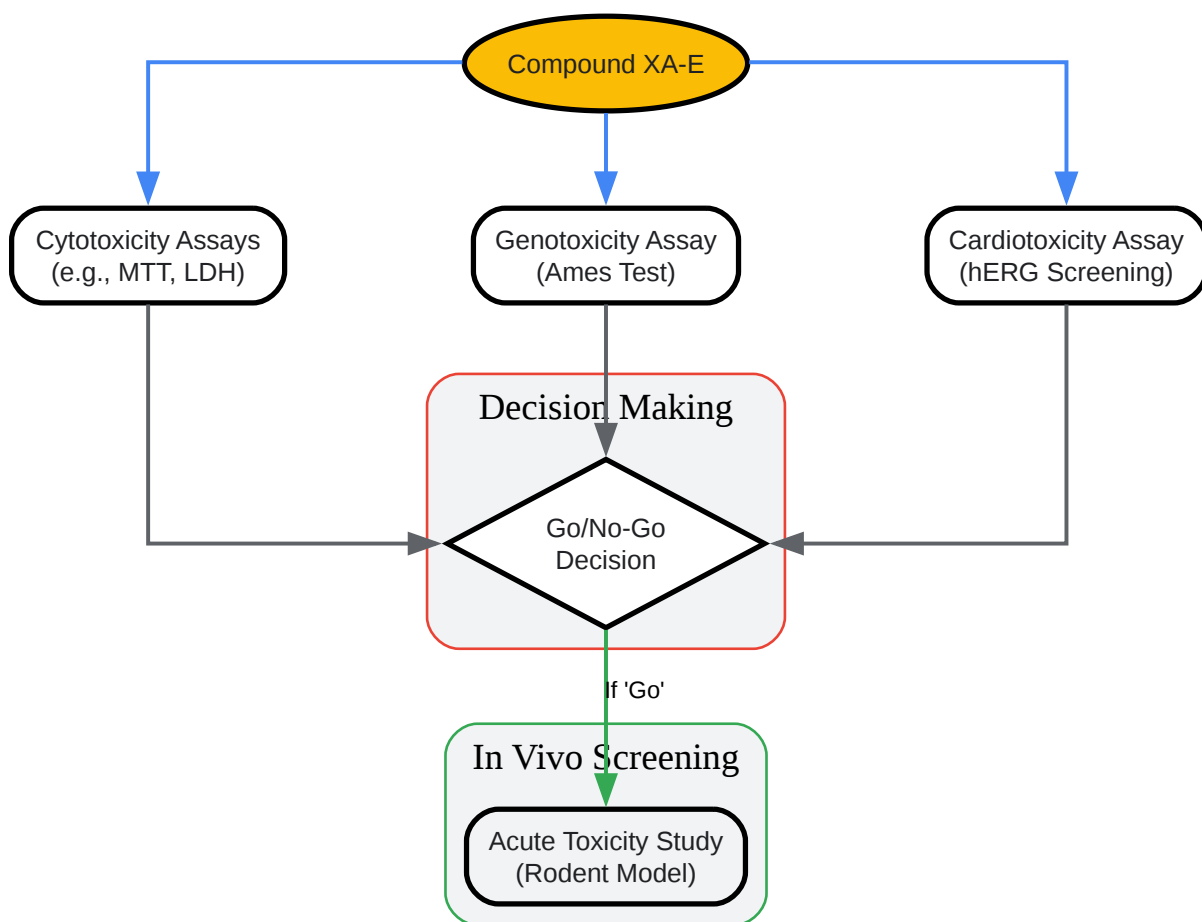 Compound XA-E
Cytotoxicity Assays
(e.g., MTT, LDH)
Genotoxicity Assay
(Ames Test)
Cardiotoxicity Assay
(hERG Screening)
Decision Making
Go/No-Go
Decision
If 'Go'
In Vivo Screening
Acute Toxicity Study
(Rodent Model)